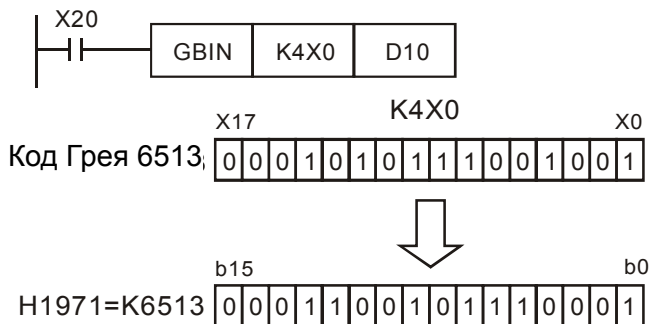 X20
GBIN K4X0 D10
K4X0
X17 X0
Код Грея 6513 0 0 0 1 0 1 0 1 1 1 0 0 1 0 0 1
b15 b0
H1971=K6513 0 0 0 1 1 0 0 1 0 1 1 1 0 0 0 1